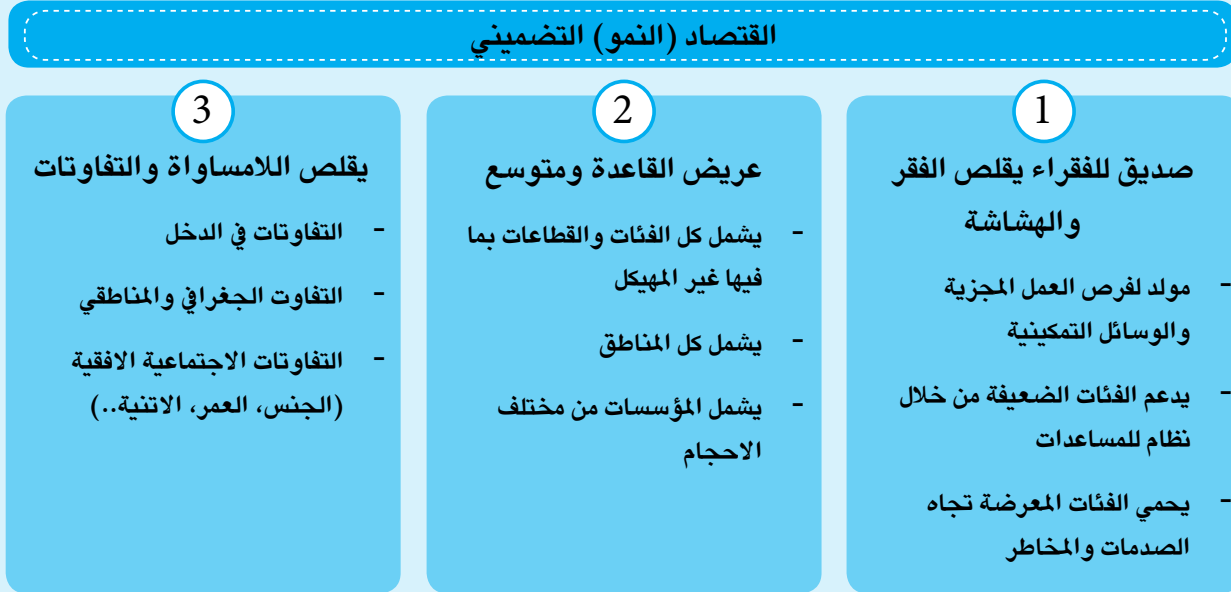 القتصاد (النمو) التضميني
1
صديق للفقراء يقلص الفقر
والهشاشة
- مولد لفرص العمل المجزية
والوسائل التمكينية
- يدعم الفئات الضعيفة من خلال
نظام للمساعدات
- يحمي الفئات المعرضة تجاه
الصدمات والمخاطر
2
عريض القاعدة ومتوسع
- يشمل كل الفئات والقطاعات بما
فيها غير المهيكل
- يشمل كل المناطق
- يشمل المؤسسات من مختلف
الاحجام
3
يقلص اللامساواة والتفاوتات
- التفاوتات في الدخل
- التفاوت الجغرافي والمناطقي
- التفاوتات الاجتماعية الافقية
(الجنس، العمر، الاتنية..)